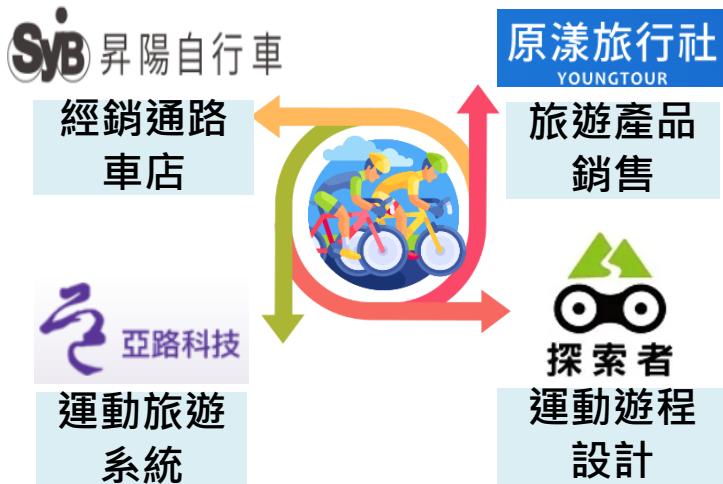 SyB 昇陽自行車
經銷通路
車店
原漾旅行社
YOUNGTOUR
旅遊產品
銷售
亞路科技
運動旅遊
系統
探索者
運動遊程
設計